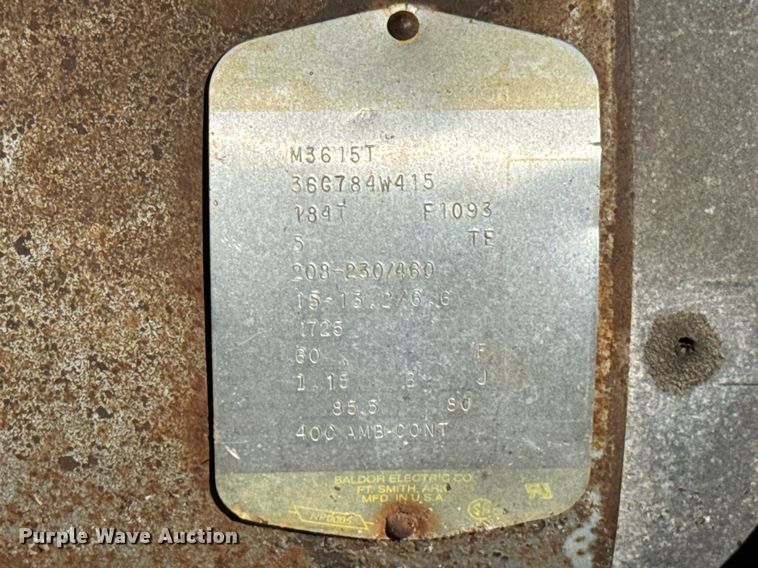 M3615T
36G784W415
184T F1093
5 TE
208-230/460
15-13.2/6.6
1725
60 F
1.15 B J
85.5 80
40C AMB-CONT
BALDOR ELECTRIC CO.
FT. SMITH, ARK.
MFD. IN U.S.A.
Purple Wave Auction